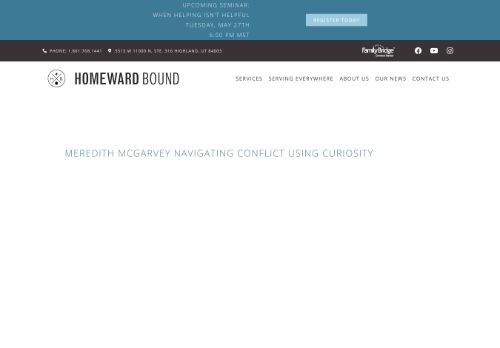 UPCOMING SEMINAR:
WHEN HELPING ISN'T HELPFUL
TUESDAY, MAY 27TH
6:00 PM MST
REGISTER TODAY
PHONE: 1.801.768.1441 5513 W 11000 N, STE. 316 HIGHLAND, UT 84003
FamilyBridge
HOMEWARD BOUND
SERVICES SERVING EVERYWHERE ABOUT US OUR NEWS CONTACT US
MEREDITH MCGARVEY NAVIGATING CONFLICT USING CURIOSITY